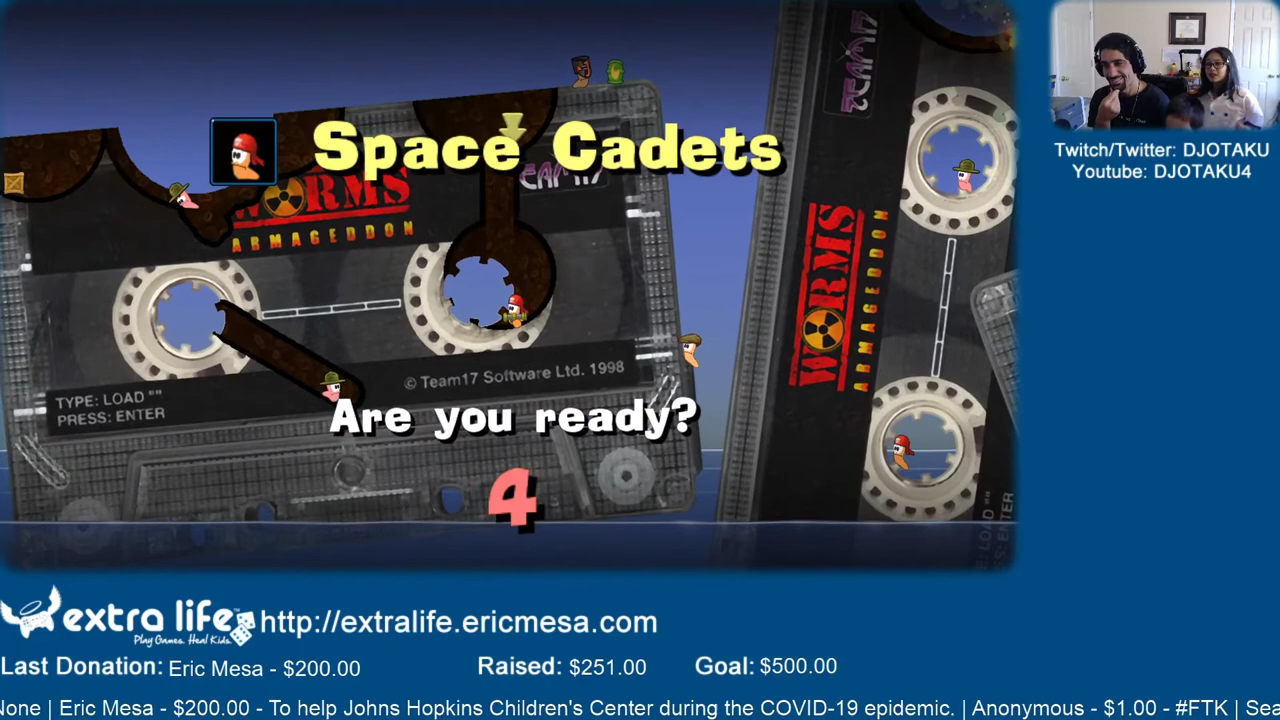 Space Cadets
TEAM17
WORMS
ARMAGEDDON
TYPE: LOAD ""
PRESS: ENTER
© Team17 Software Ltd. 1998
Are you ready?
4
TEAM17
WORMS
ARMAGEDDON
LOAD ""
ENTER
Twitch/Twitter: DJOTAKU
Youtube: DJOTAKU4
extra life
Play Games. Heal Kids.
http://extralife.ericmesa.com
Last Donation: Eric Mesa - $200.00
Raised: $251.00
Goal: $500.00
None | Eric Mesa - $200.00 - To help Johns Hopkins Children's Center during the COVID-19 epidemic. | Anonymous - $1.00 - #FTK | Sea